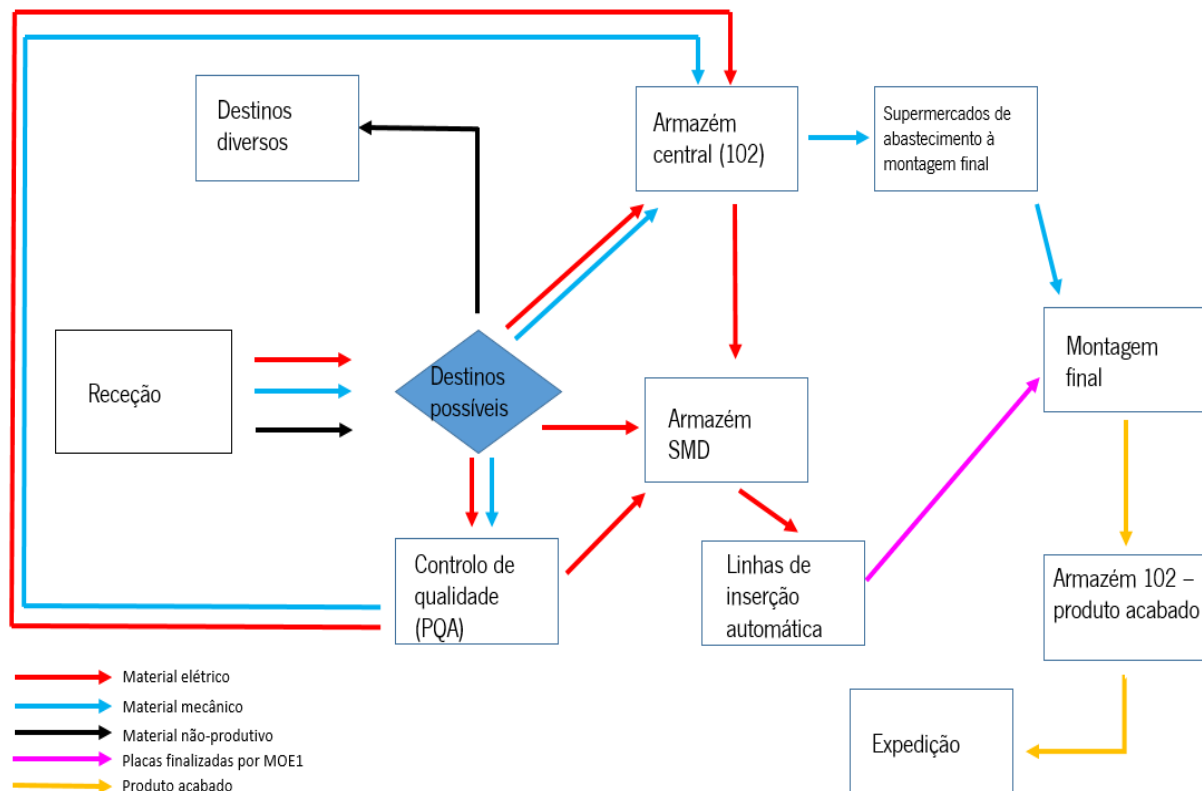 Destinos
diversos
Armazém
central (102)
Supermercados de
abastecimento à
montagem final
Receção
Destinos
possíveis
Armazém
SMD
Montagem
final
Controlo de
qualidade
(PQA)
Linhas de
inserção
automática
Armazém 102 –
produto acabado
Expedição
Material elétrico
Material mecânico
Material não-produtivo
Placas finalizadas por MOE1
Produto acabado